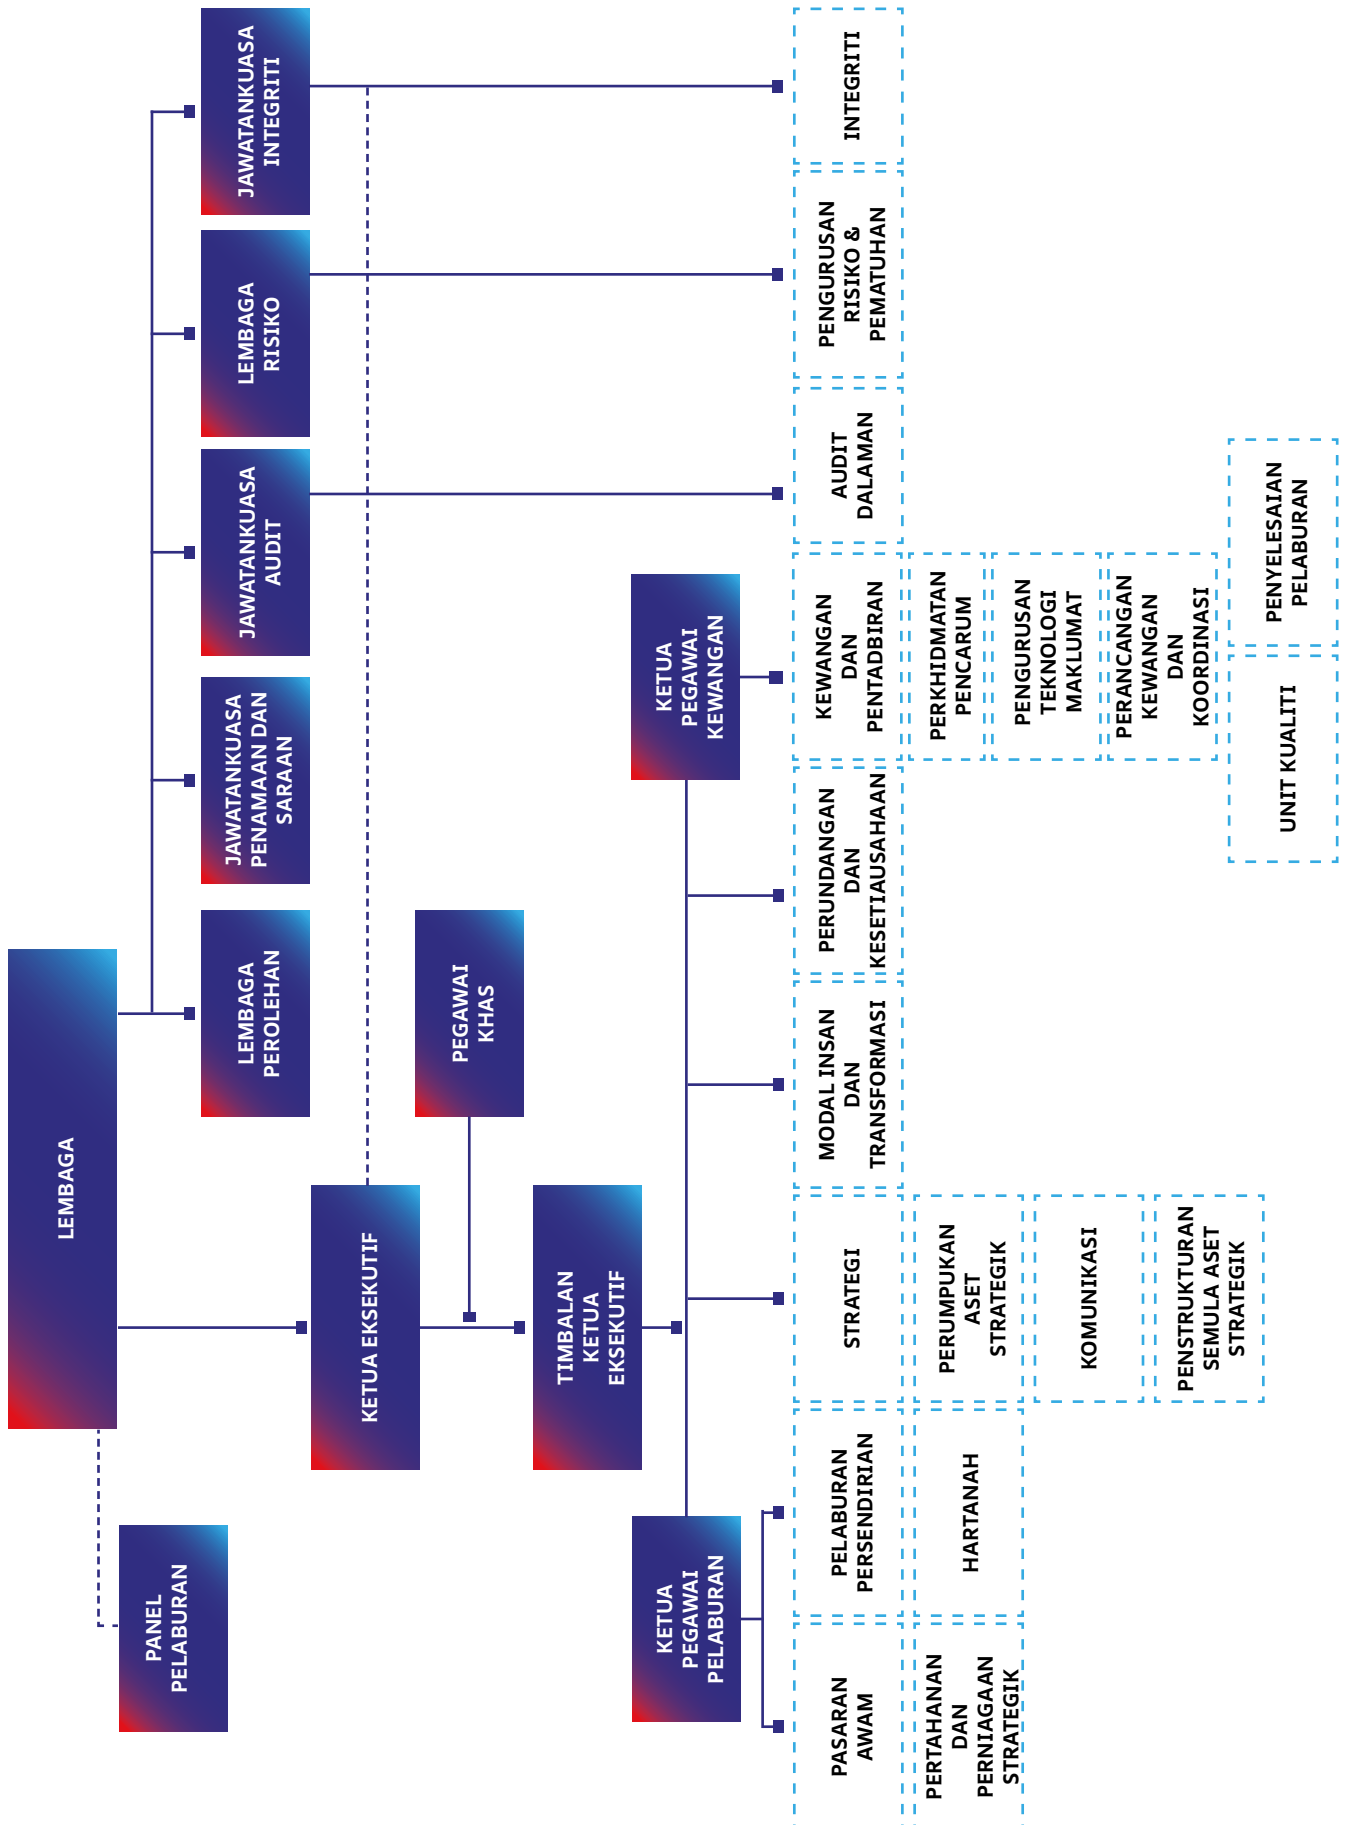 LEMBAGA
PANEL
PELABURAN
LEMBAGA
PEROLEHAN
JAWATANKUASA
PENAMAAN DAN
SARAAN
JAWATANKUASA
AUDIT
LEMBAGA
RISIKO
JAWATANKUASA
INTEGRITI
KETUA EKSEKUTIF
PEGAWAI
KHAS
TIMBALAN
KETUA
EKSEKUTIF
KETUA
PEGAWAI
PELABURAN
KETUA
PEGAWAI
KEWANGAN
PASARAN
AWAM
PELABURAN
PERSENDIRIAN
STRATEGI
MODAL INSAN
DAN
TRANSFORMASI
PERUNDANGAN
DAN
KESETIAUSAHAAN
KEWANGAN
DAN
PENTADBIRAN
AUDIT
DALAMAN
PENGURUSAN
RISIKO &
PEMATUHAN
INTEGRITI
PERTAHANAN
DAN
PERNIAGAAN
STRATEGIK
HARTANAH
PERUMPUKAN
ASET
STRATEGIK
PERKHIDMATAN
PENCARUM
KOMUNIKASI
PENGURUSAN
TEKNOLOGI
MAKLUMAT
PENSTRUKTURAN
SEMULA ASET
STRATEGIK
PERANCANGAN
KEWANGAN
DAN
KOORDINASI
UNIT KUALITI
PENYELESAIAN
PELABURAN